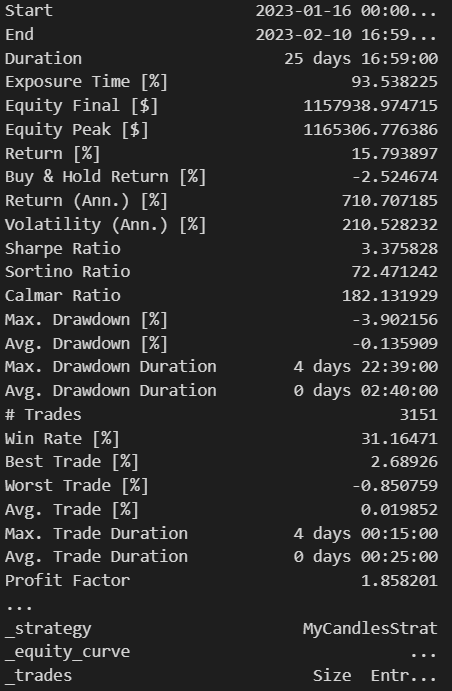 Start 2023-01-16 00:00...
End 2023-02-10 16:59...
Duration 25 days 16:59:00
Exposure Time [%] 93.538225
Equity Final [$] 1157938.974715
Equity Peak [$] 1165306.776386
Return [%] 15.793897
Buy & Hold Return [%] -2.524674
Return (Ann.) [%] 710.707185
Volatility (Ann.) [%] 210.528232
Sharpe Ratio 3.375828
Sortino Ratio 72.471242
Calmar Ratio 182.131929
Max. Drawdown [%] -3.902156
Avg. Drawdown [%] -0.135909
Max. Drawdown Duration 4 days 22:39:00
Avg. Drawdown Duration 0 days 02:40:00
# Trades 3151
Win Rate [%] 31.16471
Best Trade [%] 2.68926
Worst Trade [%] -0.850759
Avg. Trade [%] 0.019852
Max. Trade Duration 4 days 00:15:00
Avg. Trade Duration 0 days 00:25:00
Profit Factor 1.858201
...
_strategy MyCandlesStrat
_equity_curve ...
_trades Size Entr...